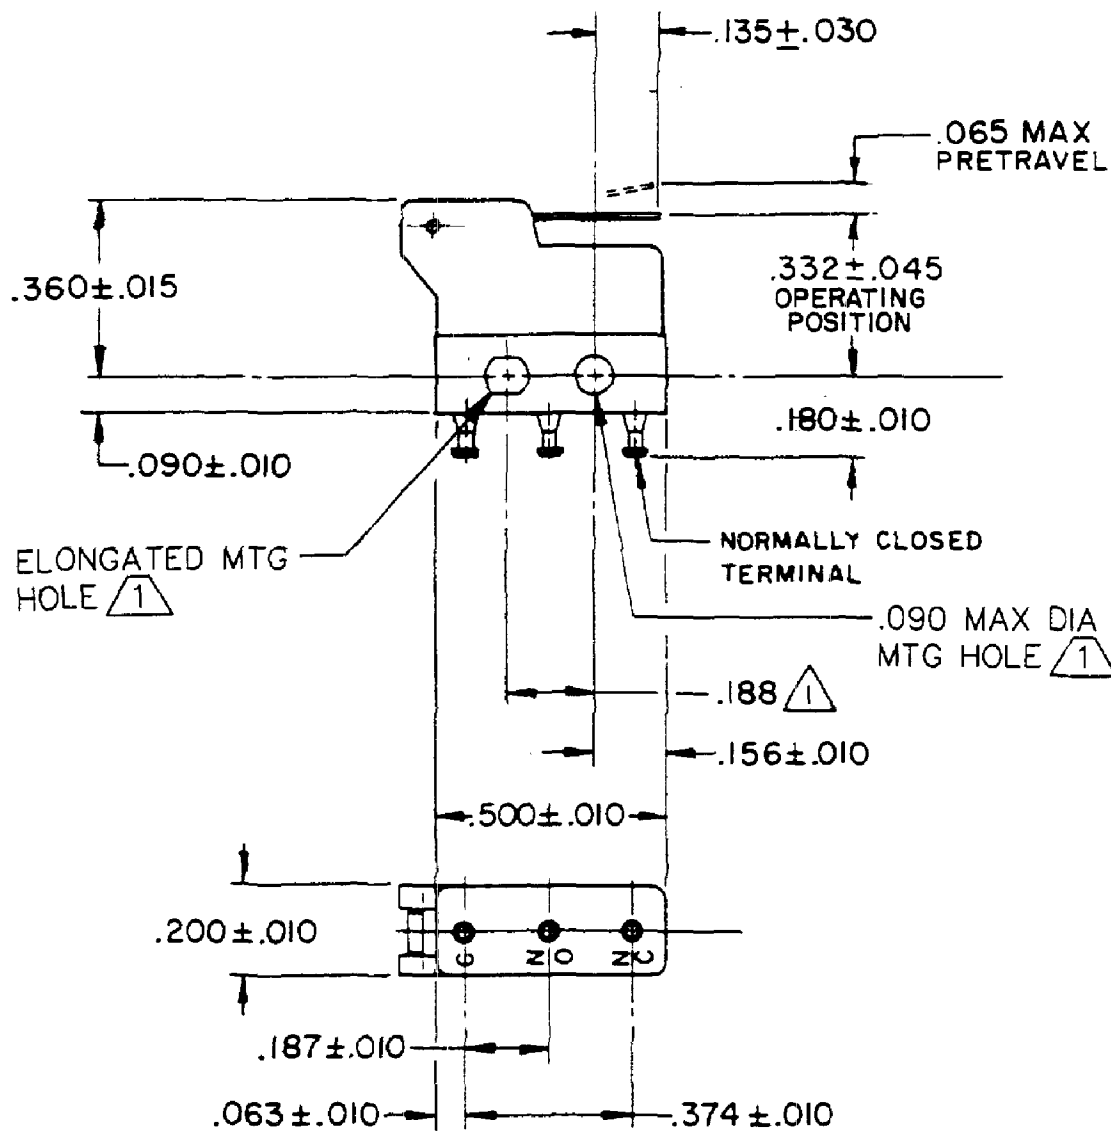 .135±.030
.065 MAX
PRETRAVEL
.360±.015
.332±.045
OPERATING
POSITION
.180±.010
.090±.010
ELONGATED MTG
HOLE 1
NORMALLY CLOSED
TERMINAL
.090 MAX DIA
MTG HOLE 1
.188 1
.156±.010
.500±.010
.200±.010
C
NO
NC
.187±.010
.063±.010
.374±.010